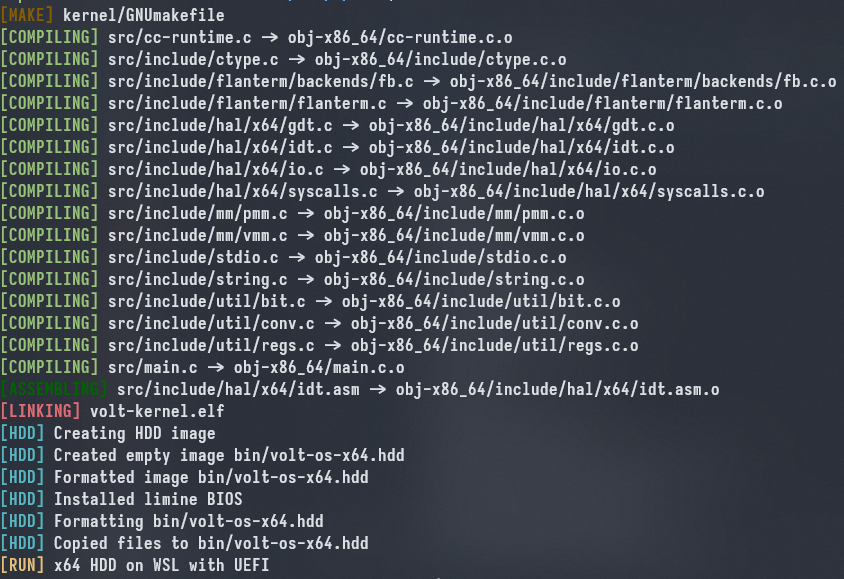 [MAKE] kernel/GNUmakefile
[COMPILING] src/cc-runtime.c → obj-x86_64/cc-runtime.c.o
[COMPILING] src/include/ctype.c → obj-x86_64/include/ctype.c.o
[COMPILING] src/include/flanterm/backends/fb.c → obj-x86_64/include/flanterm/backends/fb.c.o
[COMPILING] src/include/flanterm/flanterm.c → obj-x86_64/include/flanterm/flanterm.c.o
[COMPILING] src/include/hal/x64/gdt.c → obj-x86_64/include/hal/x64/gdt.c.o
[COMPILING] src/include/hal/x64/idt.c → obj-x86_64/include/hal/x64/idt.c.o
[COMPILING] src/include/hal/x64/io.c → obj-x86_64/include/hal/x64/io.c.o
[COMPILING] src/include/hal/x64/syscalls.c → obj-x86_64/include/hal/x64/syscalls.c.o
[COMPILING] src/include/mm/pmm.c → obj-x86_64/include/mm/pmm.c.o
[COMPILING] src/include/mm/vmm.c → obj-x86_64/include/mm/vmm.c.o
[COMPILING] src/include/stdio.c → obj-x86_64/include/stdio.c.o
[COMPILING] src/include/string.c → obj-x86_64/include/string.c.o
[COMPILING] src/include/util/bit.c → obj-x86_64/include/util/bit.c.o
[COMPILING] src/include/util/conv.c → obj-x86_64/include/util/conv.c.o
[COMPILING] src/include/util/regs.c → obj-x86_64/include/util/regs.c.o
[COMPILING] src/main.c → obj-x86_64/main.c.o
[ASSEMBLING] src/include/hal/x64/idt.asm → obj-x86_64/include/hal/x64/idt.asm.o
[LINKING] volt-kernel.elf
[HDD] Creating HDD image
[HDD] Created empty image bin/volt-os-x64.hdd
[HDD] Formatted image bin/volt-os-x64.hdd
[HDD] Installed limine BIOS
[HDD] Formatting bin/volt-os-x64.hdd
[HDD] Copied files to bin/volt-os-x64.hdd
[RUN] x64 HDD on WSL with UEFI